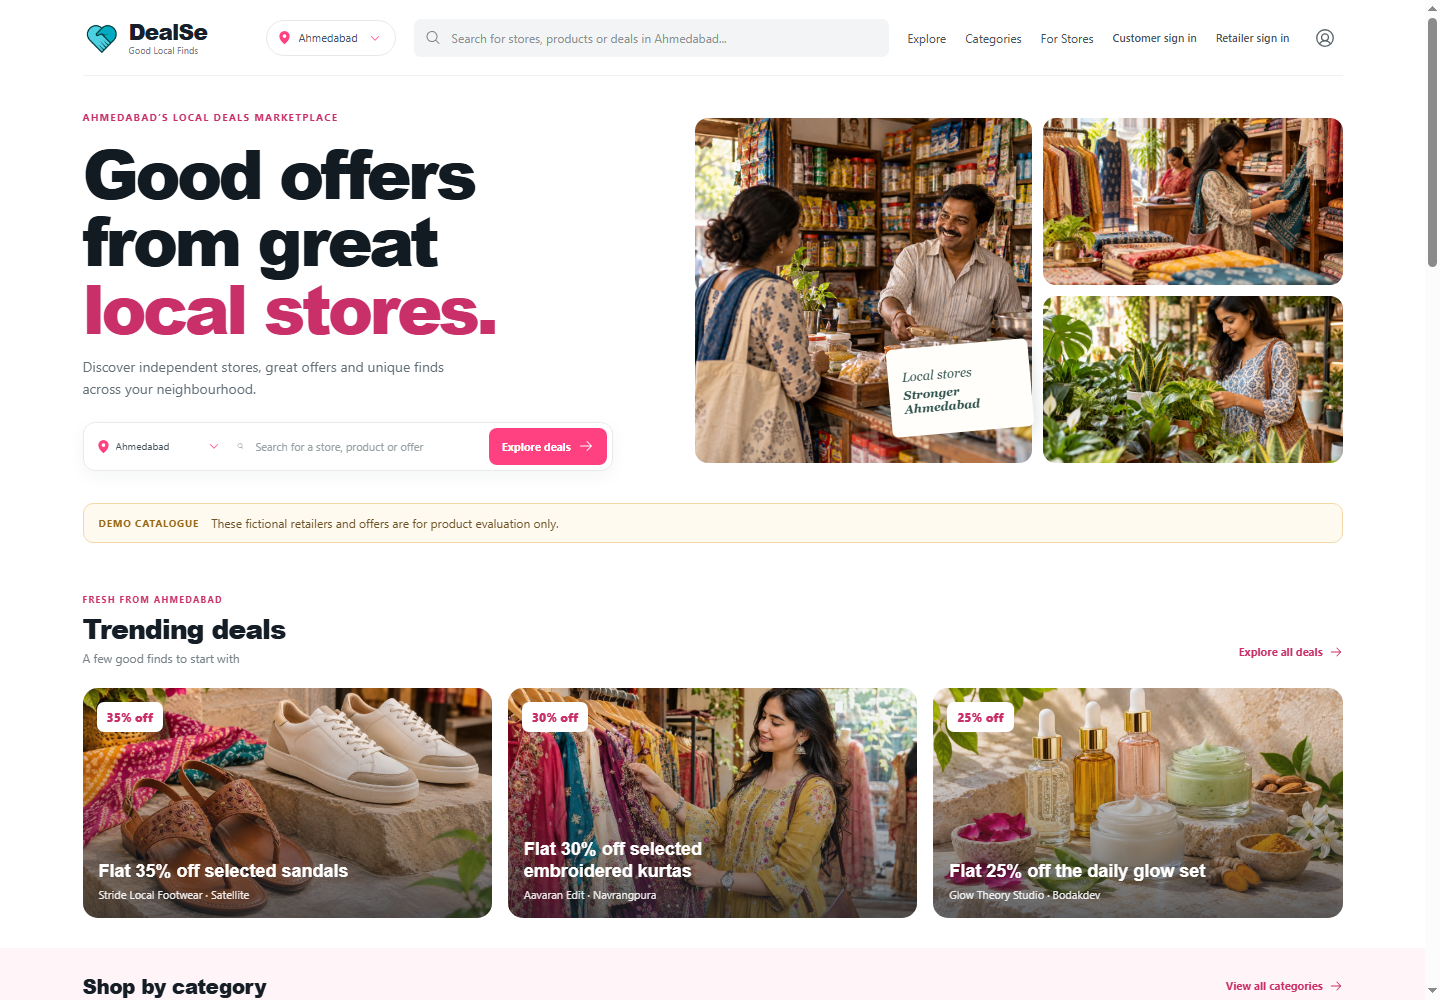 DealSe
Good Local Finds
Ahmedabad
Search for stores, products or deals in Ahmedabad...
Explore
Categories
For Stores
Customer sign in
Retailer sign in
AHMEDABAD'S LOCAL DEALS MARKETPLACE
Good offers
from great
local stores.
Discover independent stores, great offers and unique finds
across your neighbourhood.
Ahmedabad
Search for a store, product or offer
Explore deals
Local stores
Stronger
Ahmedabad
DEMO CATALOGUE These fictional retailers and offers are for product evaluation only.
FRESH FROM AHMEDABAD
Trending deals
A few good finds to start with
Explore all deals
35% off
Flat 35% off selected sandals
Stride Local Footwear · Satellite
30% off
Flat 30% off selected
embroidered kurtas
Aavaran Edit · Navrangpura
25% off
Flat 25% off the daily glow set
Glow Theory Studio · Bodakdev
Shop by category
View all categories